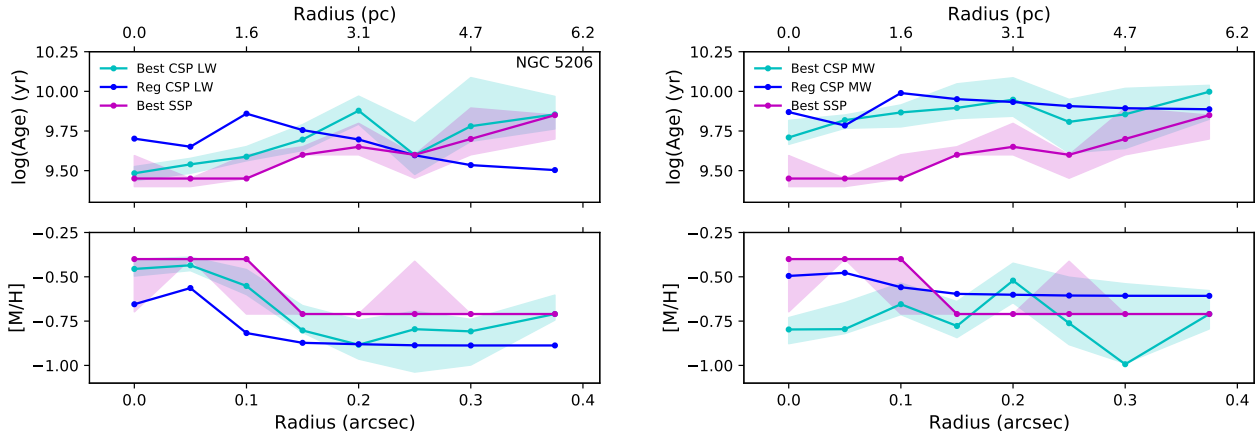 Radius (pc)
0.0 1.6 3.1 4.7 6.2
10.25
10.00
9.75
9.50
log(Age) (yr)
Best CSP LW
Reg CSP LW
Best SSP
NGC 5206
−0.25
−0.50
−0.75
−1.00
[M/H]
0.0 0.1 0.2 0.3 0.4
Radius (arcsec)
Radius (pc)
0.0 1.6 3.1 4.7 6.2
10.25
10.00
9.75
9.50
log(Age) (yr)
Best CSP MW
Reg CSP MW
Best SSP
−0.25
−0.50
−0.75
−1.00
[M/H]
0.0 0.1 0.2 0.3 0.4
Radius (arcsec)